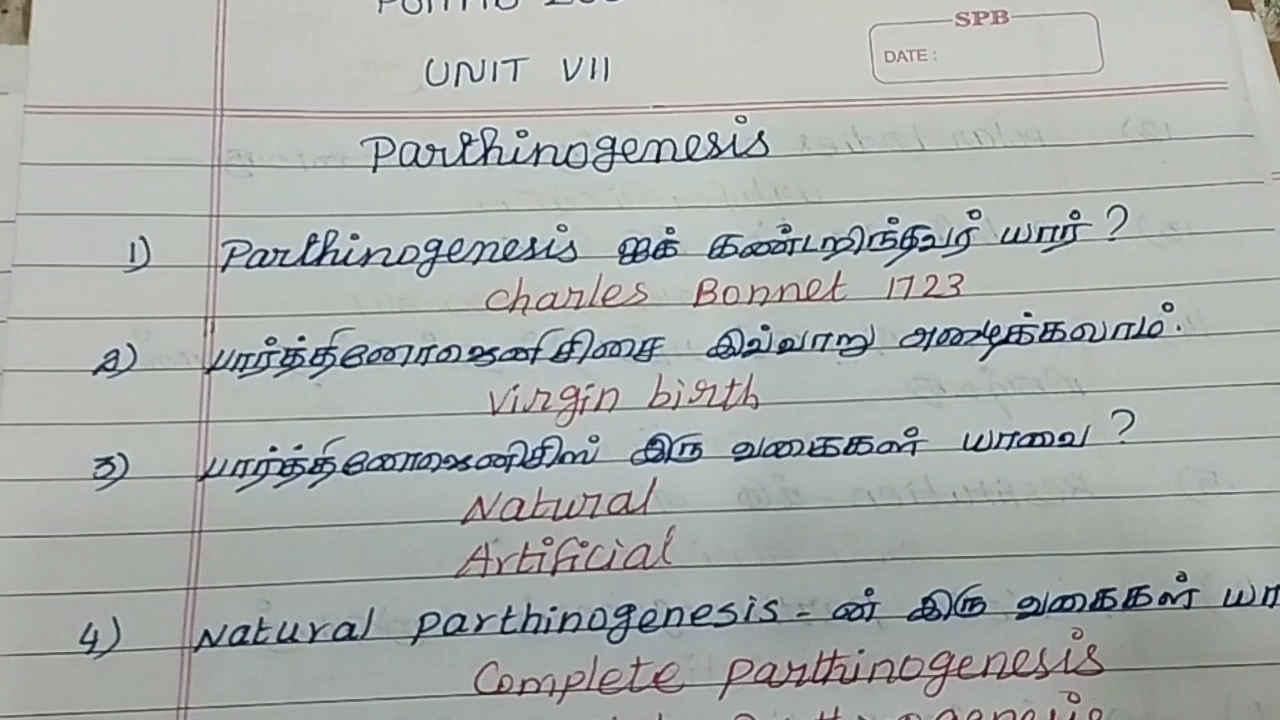 UNIT VII
SPB
DATE :
Parthinogenesis
1) Parthinogenesis ஐக் கண்டறிந்தவர் யார் ?
Charles Bonnet 1723
2) பார்த்தினோஜெனிசிசை இவ்வாறு அழைக்கலாம்.
Virgin birth
3) பார்த்தினோஜெனிசிஸ் இரு வகைகள் யாவை ?
Natural
Artificial
4) Natural Parthinogenesis - ன் இரு வகைகள் யா
Complete Parthinogenesis